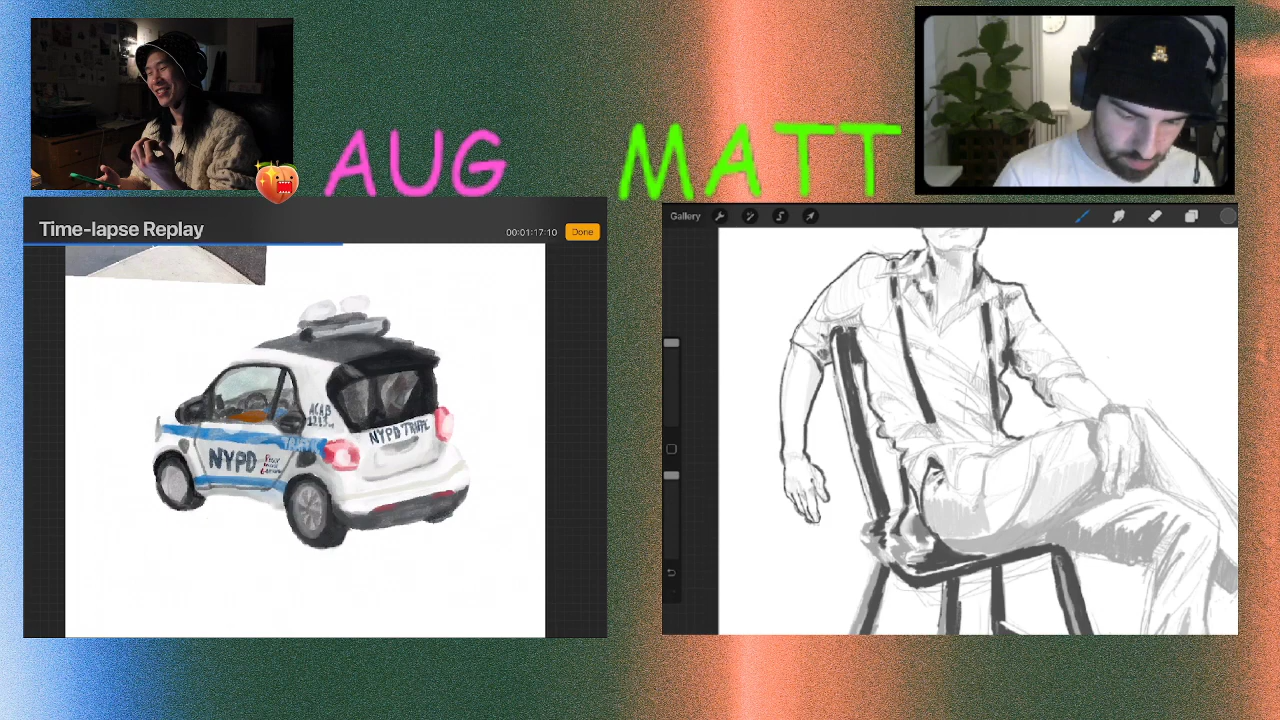 AUG
MATT
Time-lapse Replay
00:01:17:10
Done
Gallery
ACAB
NYPD TRAFFIC
NYPD